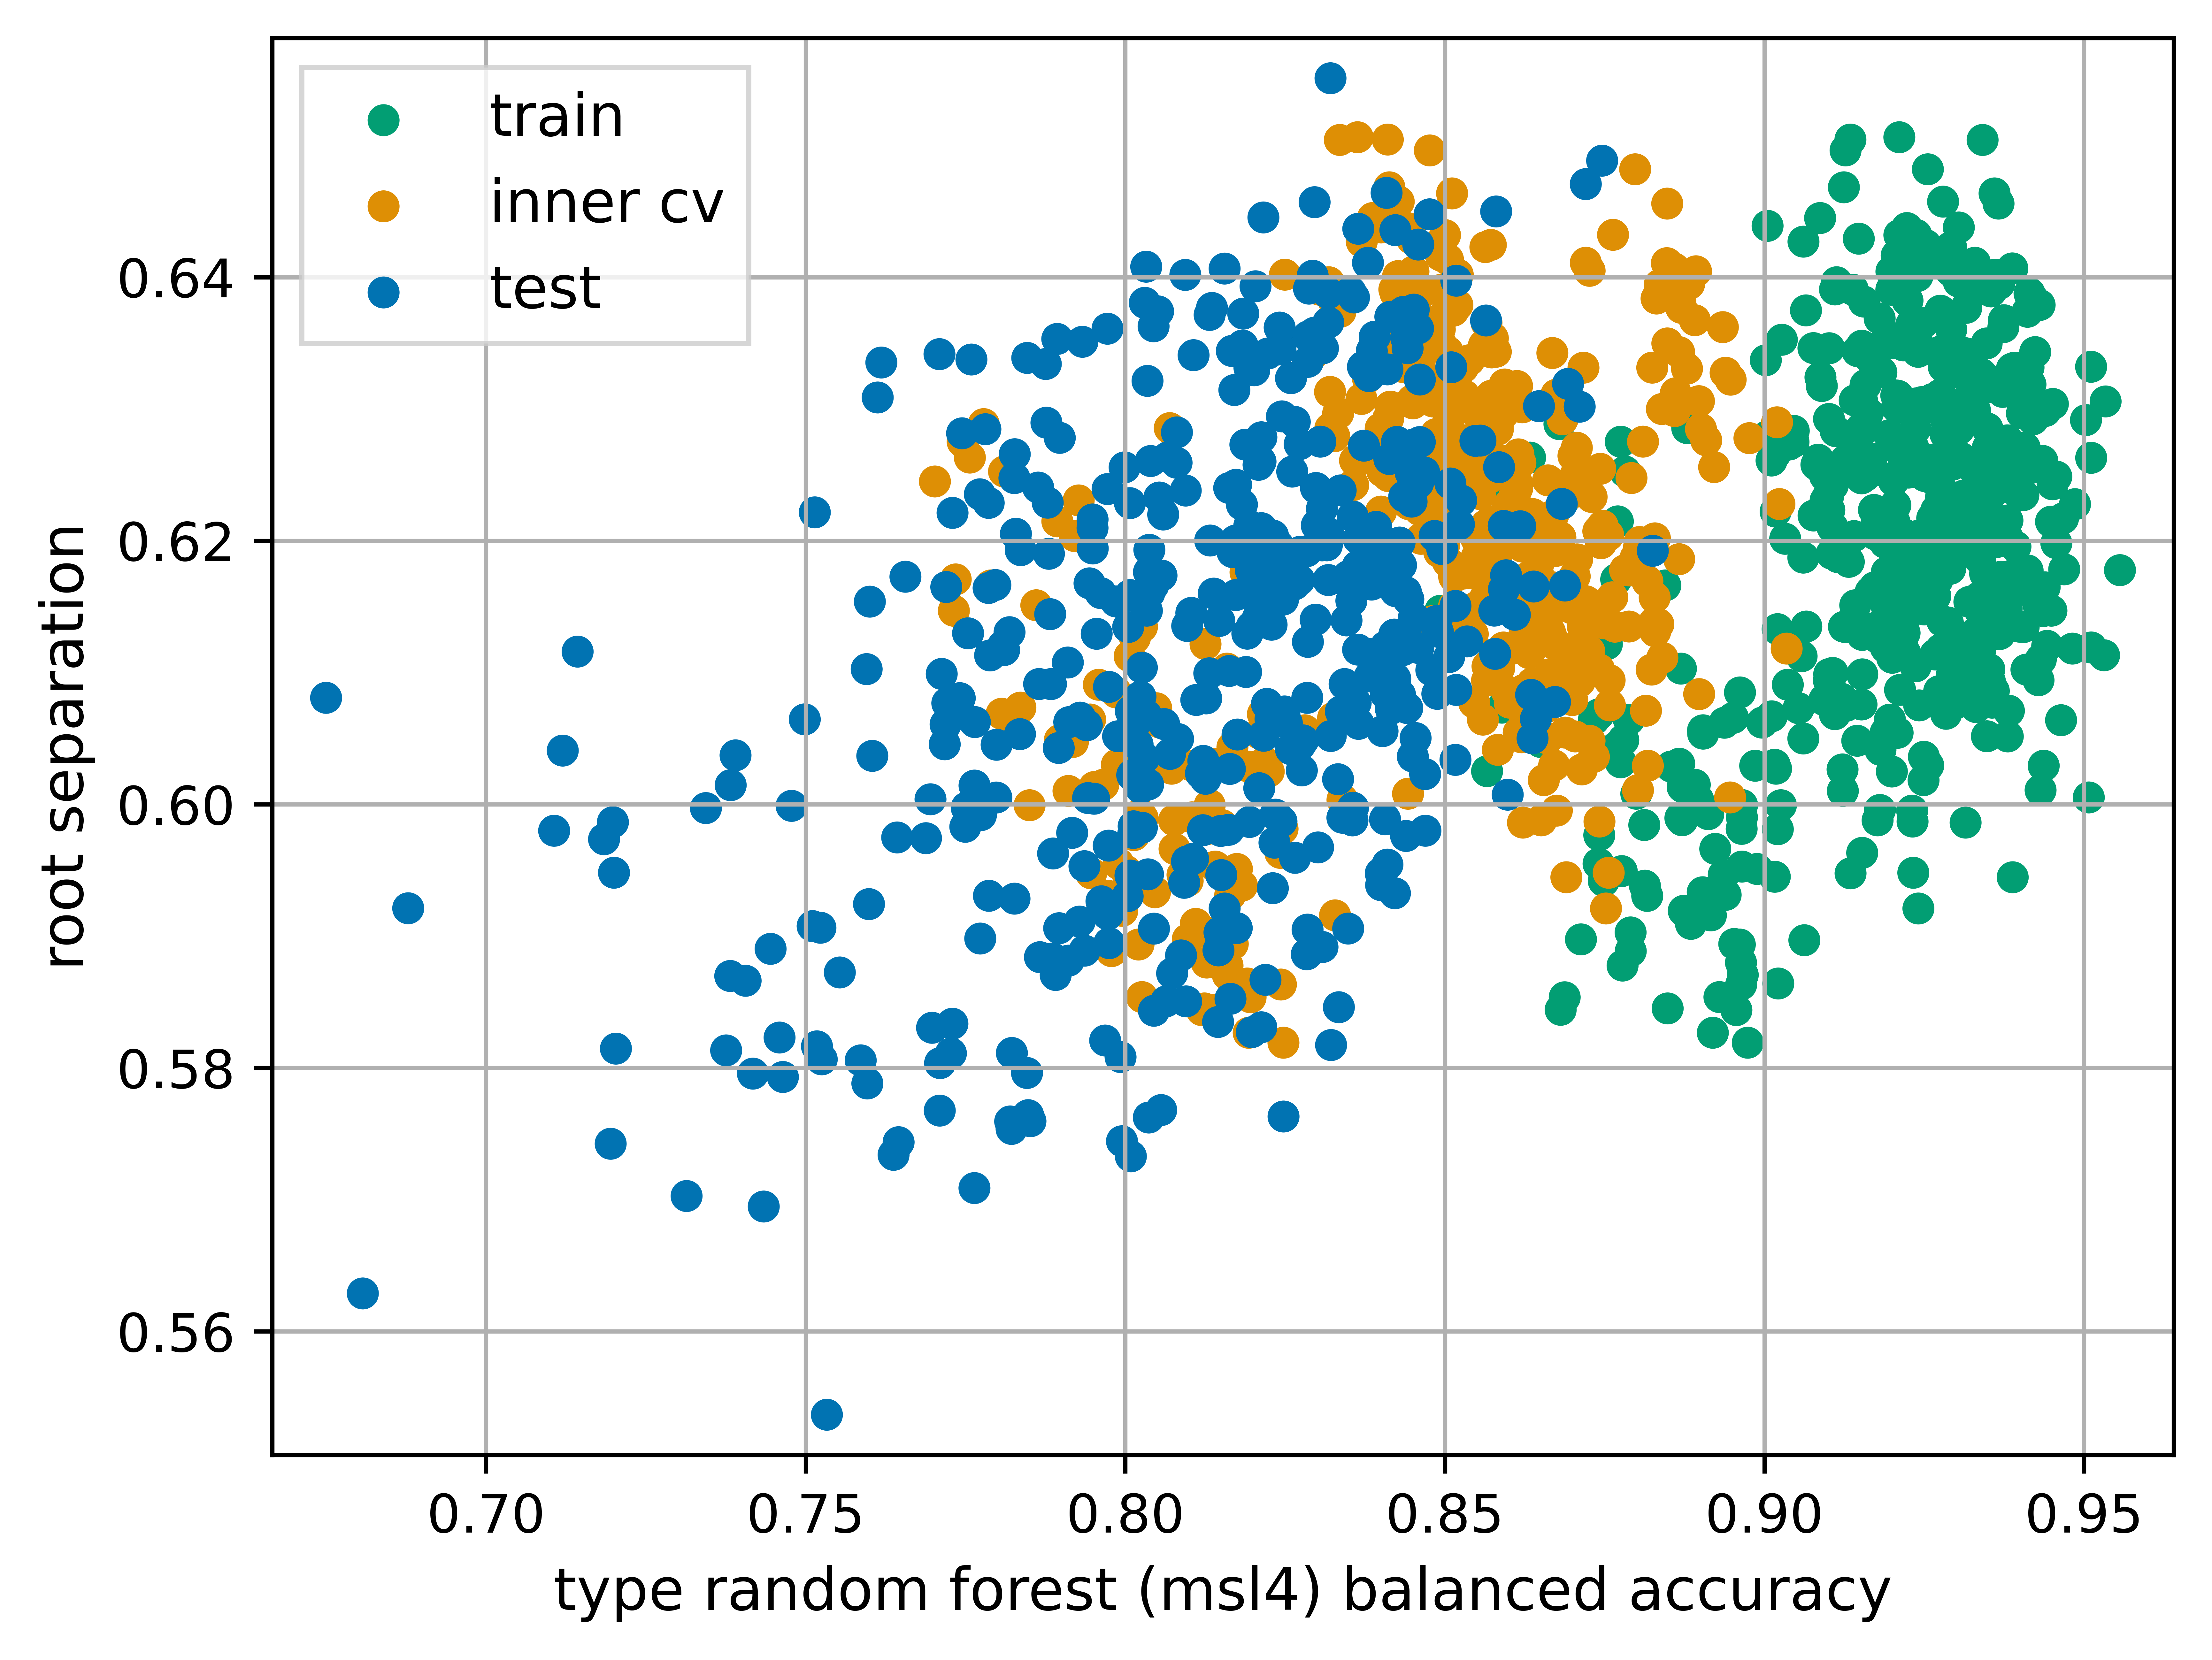 train
inner cv
test
0.64
0.62
0.60
0.58
0.56
root separation
0.70
0.75
0.80
0.85
0.90
0.95
type random forest (msl4) balanced accuracy